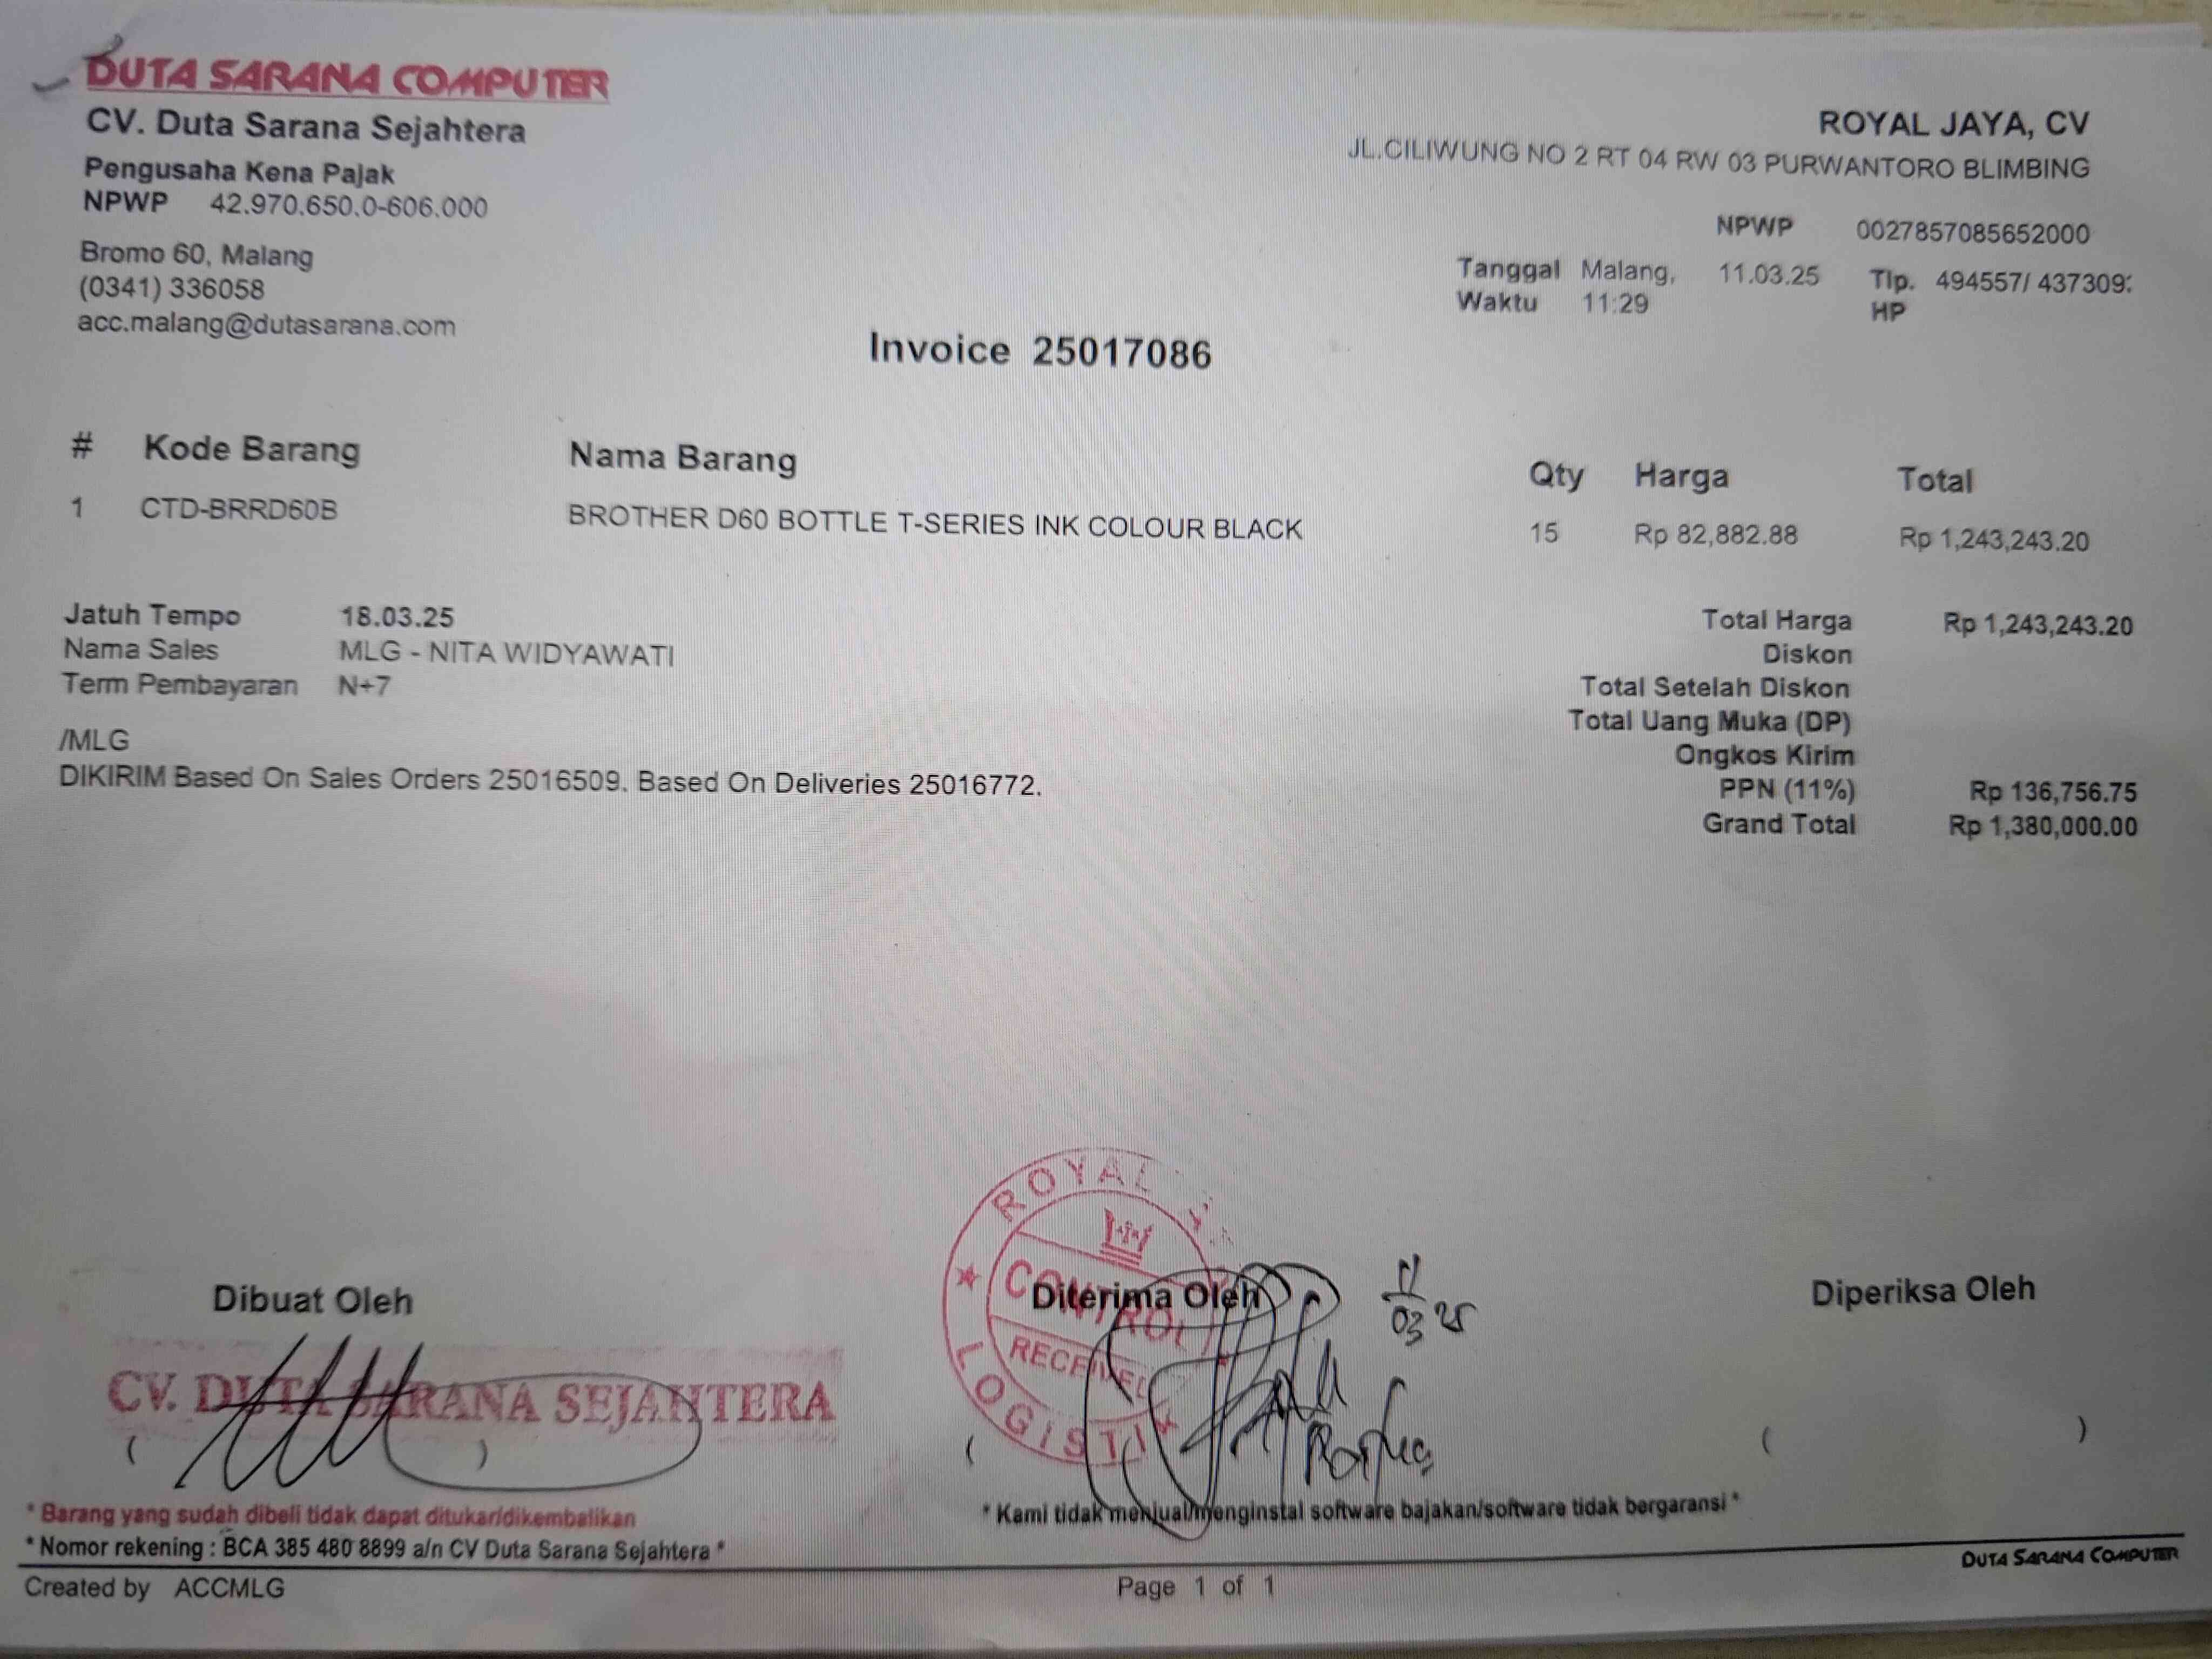 DUTA SARANA COMPUTER
CV. Duta Sarana Sejahtera
Pengusaha Kena Pajak
NPWP 42.970.650.0-606.000
Bromo 60, Malang
(0341) 336058
acc.malang@dutasarana.com
ROYAL JAYA, CV
JL.CILIWUNG NO 2 RT 04 RW 03 PURWANTORO BLIMBING
NPWP 0027857085652000
Tanggal Malang, 11.03.25 Tlp. 494557/ 437309
Waktu 11:29 HP
Invoice 25017086
# Kode Barang Nama Barang Qty Harga Total
1 CTD-BRRD60B BROTHER D60 BOTTLE T-SERIES INK COLOUR BLACK 15 Rp 82,882.88 Rp 1,243,243.20
Jatuh Tempo 18.03.25
Nama Sales MLG - NITA WIDYAWATI
Term Pembayaran N+7
/MLG
DIKIRIM Based On Sales Orders 25016509. Based On Deliveries 25016772.
Total Harga Rp 1,243,243.20
Diskon
Total Setelah Diskon
Total Uang Muka (DP)
Ongkos Kirim
PPN (11%) Rp 136,756.75
Grand Total Rp 1,380,000.00
Dibuat Oleh
CV. DUTA SARANA SEJAHTERA
( )
ROYAL
CONTROL
RECEIVED
LOGISTI
Diterima Oleh
11/03 25
(
Diperiksa Oleh
( )
* Barang yang sudah dibeli tidak dapat ditukar/dikembalikan
* Nomor rekening : BCA 385 480 8899 a/n CV Duta Sarana Sejahtera *
* Kami tidak menjual/menginstal software bajakan/software tidak bergaransi *
DUTA SARANA COMPUTER
Created by ACCMLG
Page 1 of 1